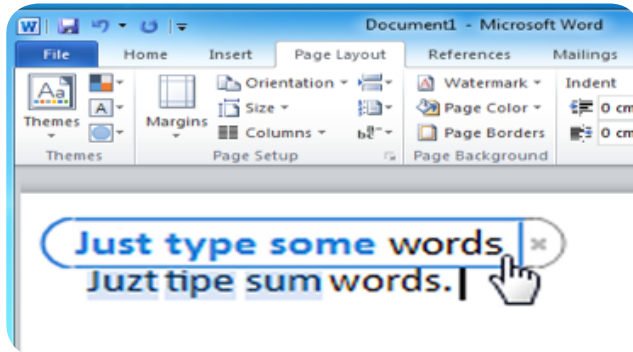 Document1 - Microsoft Word
File Home Insert Page Layout References Mailings
Aa Orientation Watermark Indent
Themes A Margins Size Page Color 0 cm
Columns Page Borders 0 cm
Themes Page Setup Page Background
Just type some words
Juzt tipe sum words.